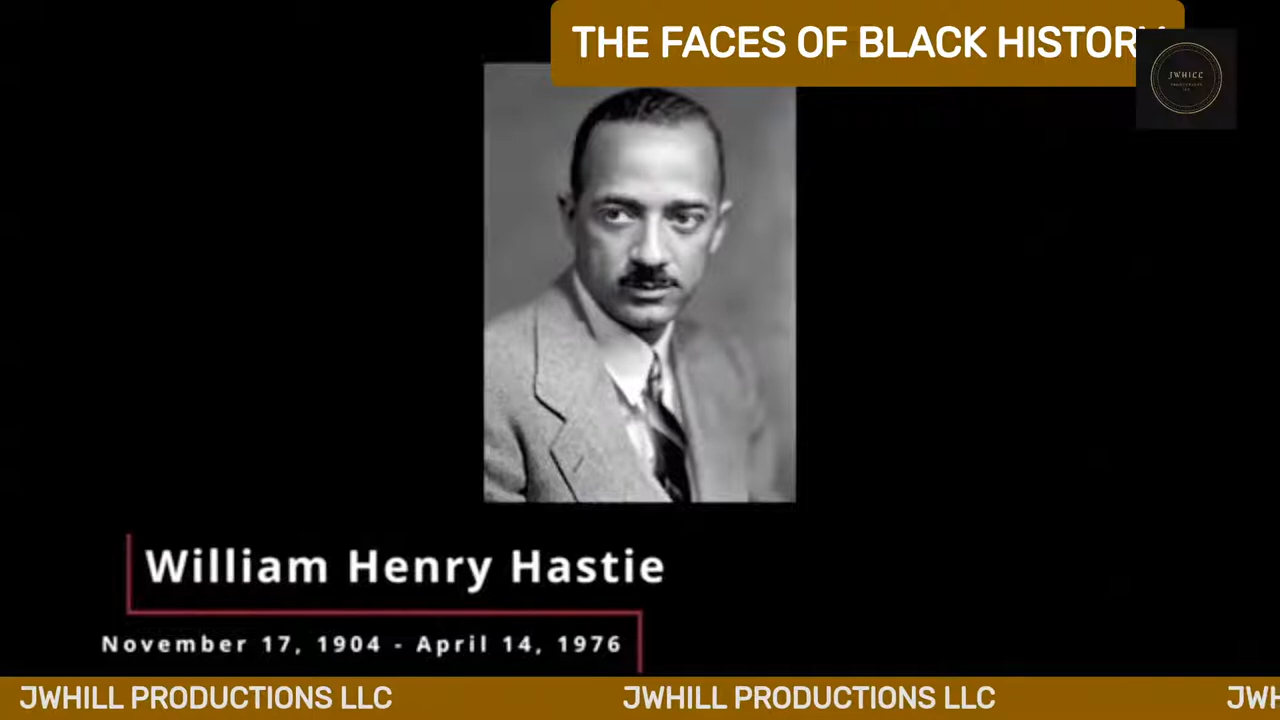 THE FACES OF BLACK HISTORY
JWHILL
William Henry Hastie
November 17, 1904 - April 14, 1976
JWHILL PRODUCTIONS LLC
JWHILL PRODUCTIONS LLC
JWH